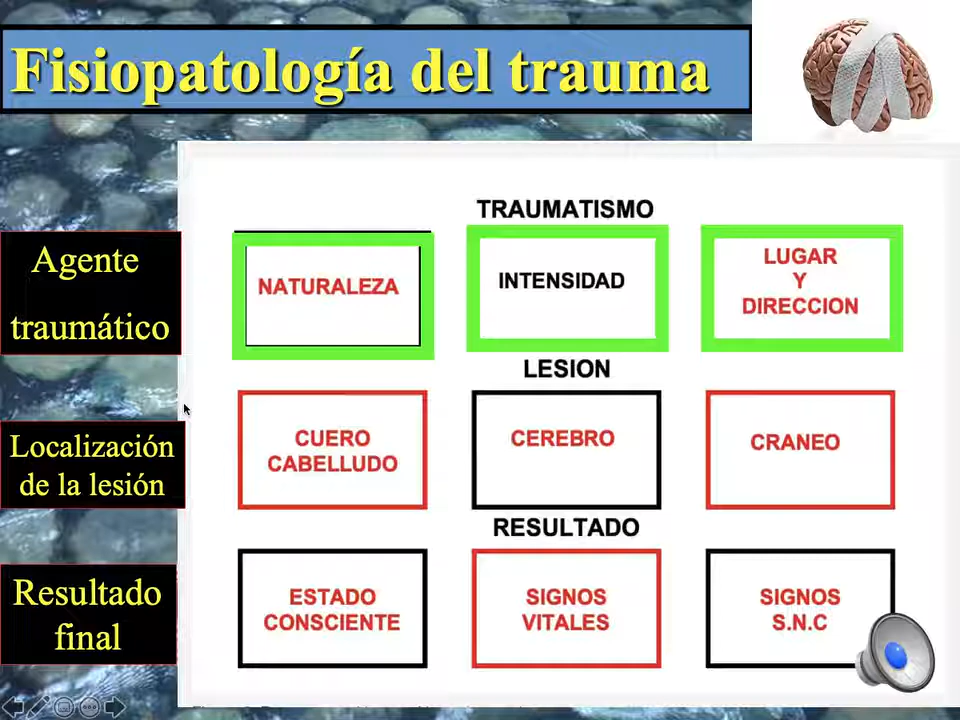 Fisiopatología del trauma
TRAUMATISMO
Agente
traumático
NATURALEZA
INTENSIDAD
LUGAR
Y
DIRECCION
LESION
Localización
de la lesión
CUERO
CABELLUDO
CEREBRO
CRANEO
RESULTADO
Resultado
final
ESTADO
CONSCIENTE
SIGNOS
VITALES
SIGNOS
S.N.C